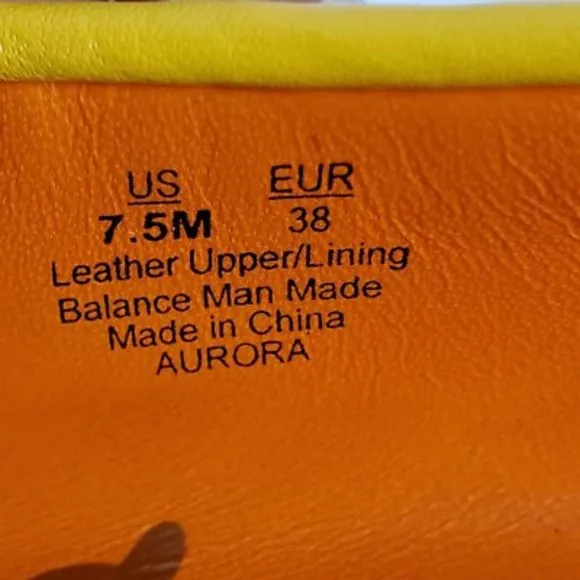 US EUR
7.5M 38
Leather Upper/Lining
Balance Man Made
Made in China
AURORA